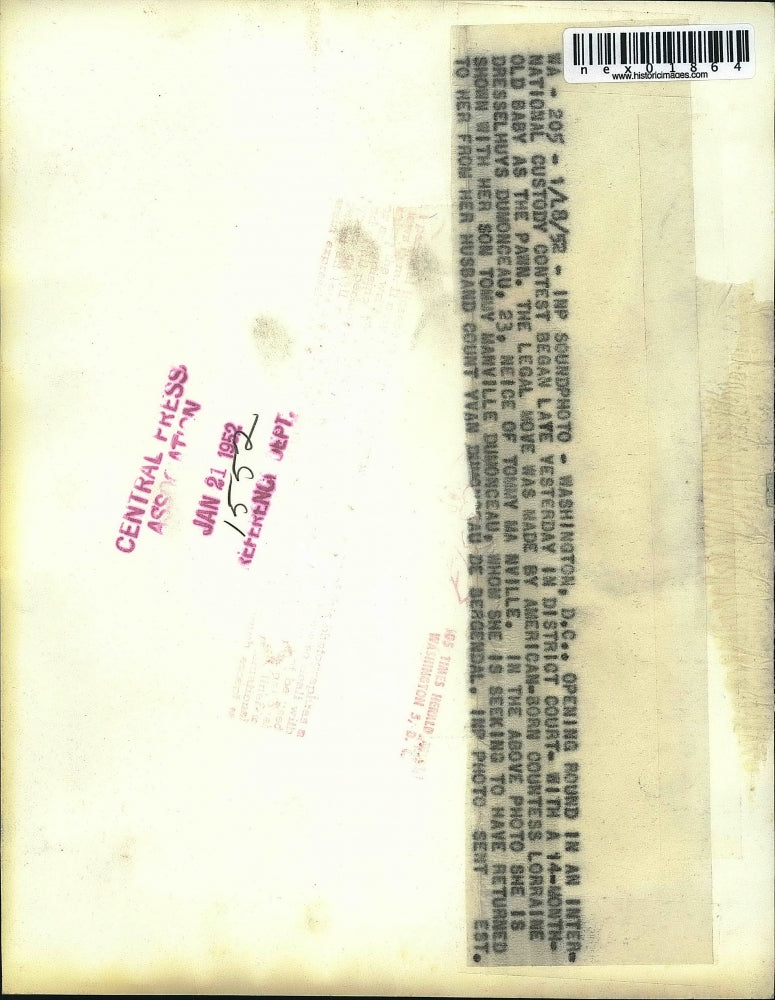 nex01864
www.historicimages.com
WA - 205 - 1/18/52 - INP SOUNDPHOTO - WASHINGTON, D.C.. OPENING ROUND IN AN INTER-
NATIONAL CUSTODY CONTEST BEGAN LATE YESTERDAY IN DISTRICT COURT- WITH A 14-MONTH-
OLD BABY AS THE PAWN. THE LEGAL MOVE WAS MADE BY AMERICAN-BORN COUNTESS LORRAINE
DRESSELHUYS DUMONCEAU, 23, NEICE OF TOMMY MA NVILLE. IN THE ABOVE PHOTO SHE IS
SHOWN WITH HER SON TOMMY MANVILLE DUMONCEAU, WHOM SHE IS SEEKING TO HAVE RETURNED
TO HER FROM HER HUSBAND COUNT YVAN DE BERGENDAL. INP PHOTO SENT EST.
CENTRAL PRESS
ASSOCIATION
JAN 21 1952
1552
REFERENCE DEPT.
TIMES HERALD
WASHINGTON 5, D. C.